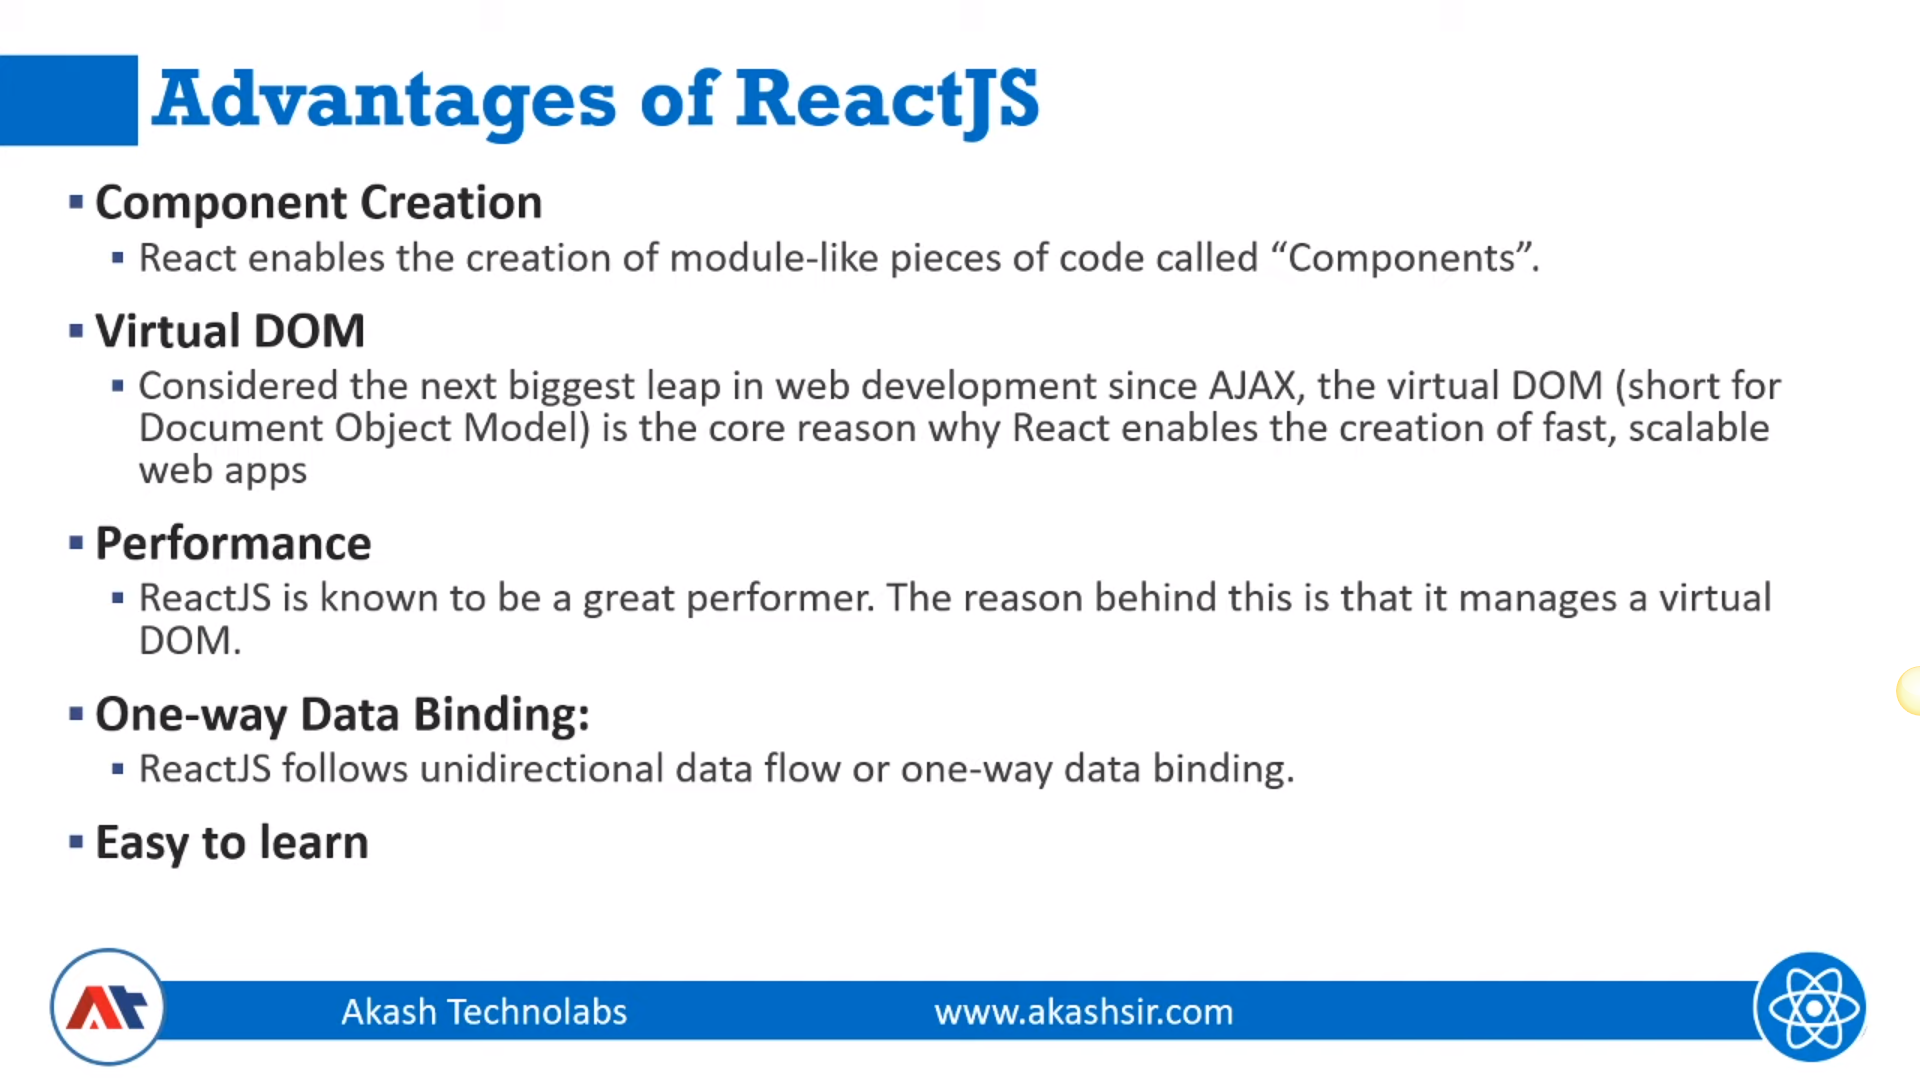 Advantages of ReactJS
Component Creation
React enables the creation of module-like pieces of code called “Components”.
Virtual DOM
Considered the next biggest leap in web development since AJAX, the virtual DOM (short for
Document Object Model) is the core reason why React enables the creation of fast, scalable
web apps
Performance
ReactJS is known to be a great performer. The reason behind this is that it manages a virtual
DOM.
One-way Data Binding:
ReactJS follows unidirectional data flow or one-way data binding.
Easy to learn
At
Akash Technolabs
www.akashsir.com